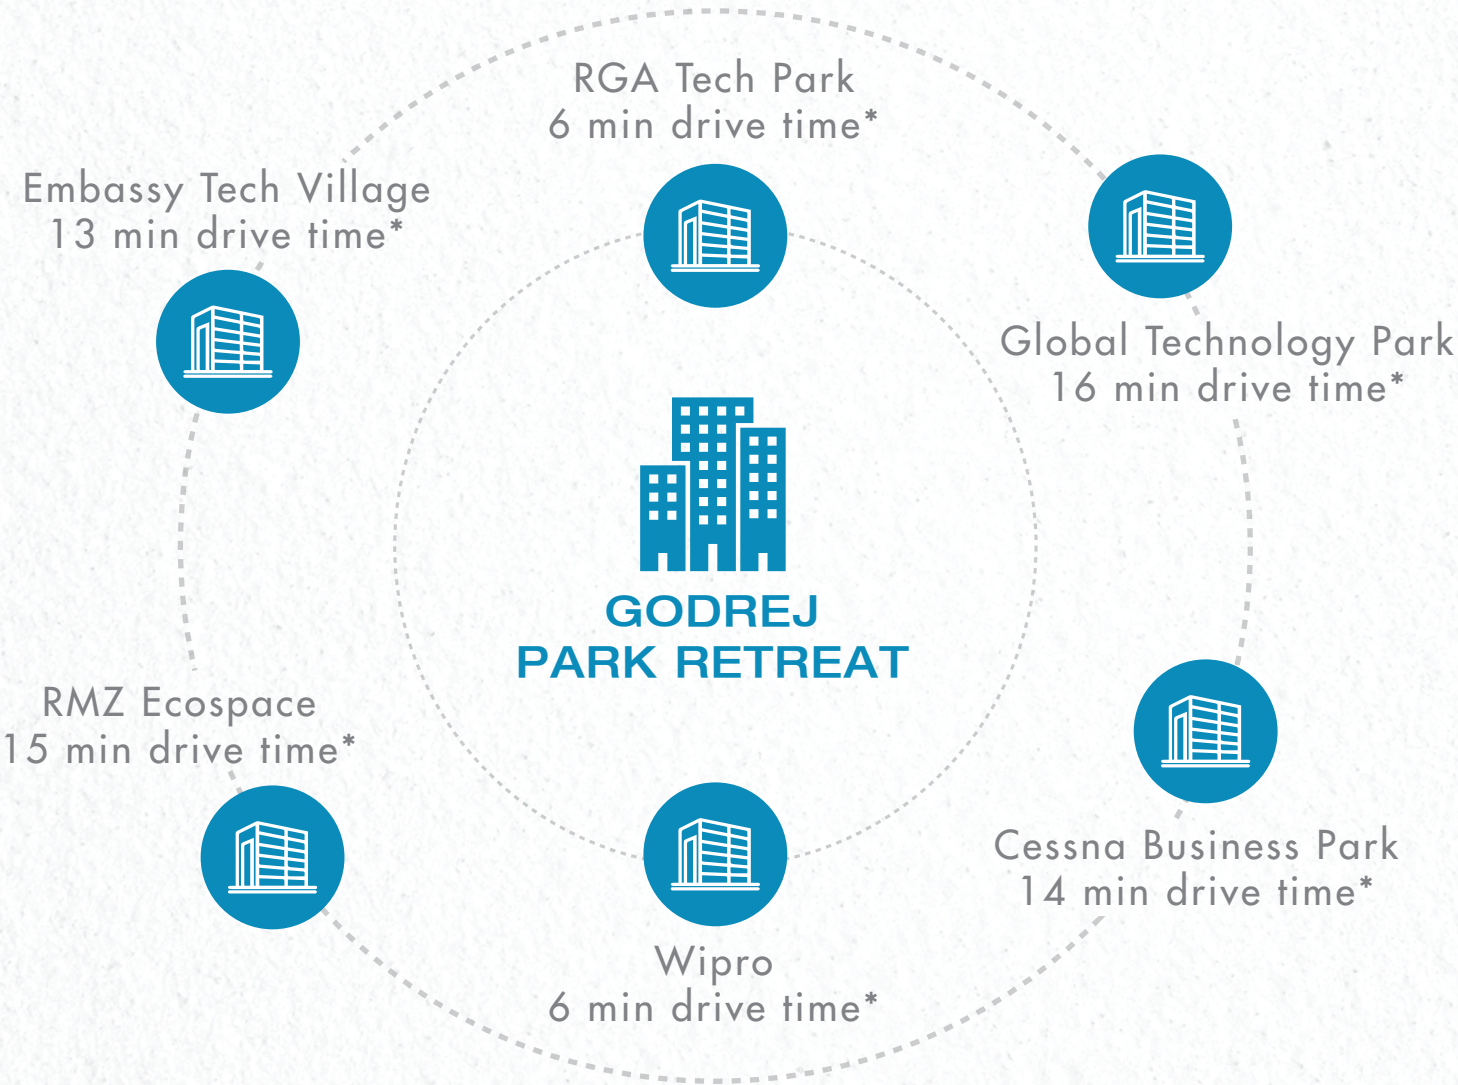 RGA Tech Park
6 min drive time*
Embassy Tech Village
13 min drive time*
Global Technology Park
16 min drive time*
GODREJ
PARK RETREAT
RMZ Ecospace
15 min drive time*
Cessna Business Park
14 min drive time*
Wipro
6 min drive time*